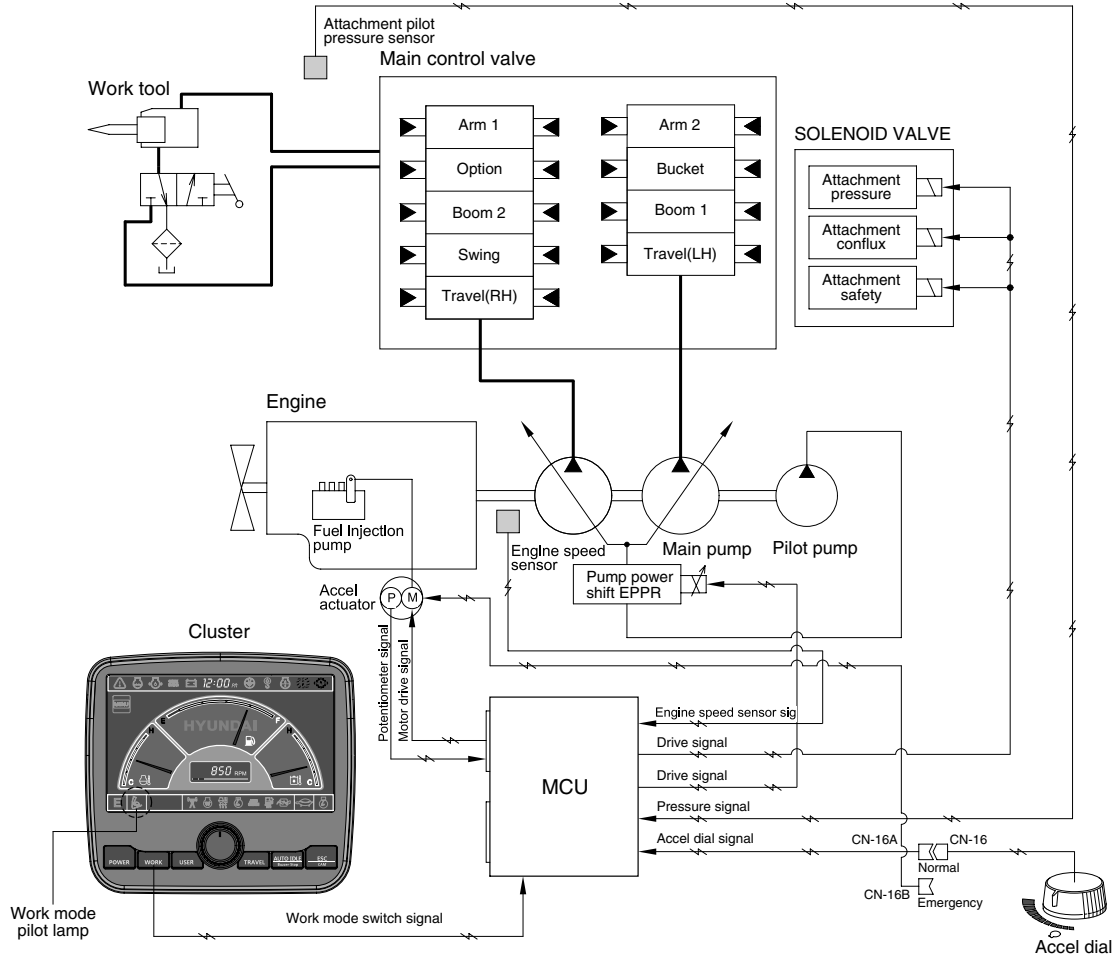 Attachment pilot
pressure sensor
Main control valve
Work tool
Arm 1
Arm 2
SOLENOID VALVE
Option
Bucket
Attachment
pressure
Boom 2
Boom 1
Attachment
conflux
Swing
Travel(LH)
Attachment
safety
Travel(RH)
Engine
Fuel Injection
pump
Engine speed
sensor
Main pump
Pilot pump
Pump power
shift EPPR
Accel
actuator
P
M
Cluster
Potentiometer signal
Motor drive signal
12:00
E
F
H
H
HYUNDAI
850 RPM
C
C
E
Engine speed sensor sig
Drive signal
MCU
Drive signal
Pressure signal
Accel dial signal
CN-16A
CN-16
Normal
CN-16B
Emergency
POWER
WORK
USER
TRAVEL
AUTO IDLE
Buzzer Stop
ESC
CAM
Work mode
pilot lamp
Work mode switch signal
Accel dial